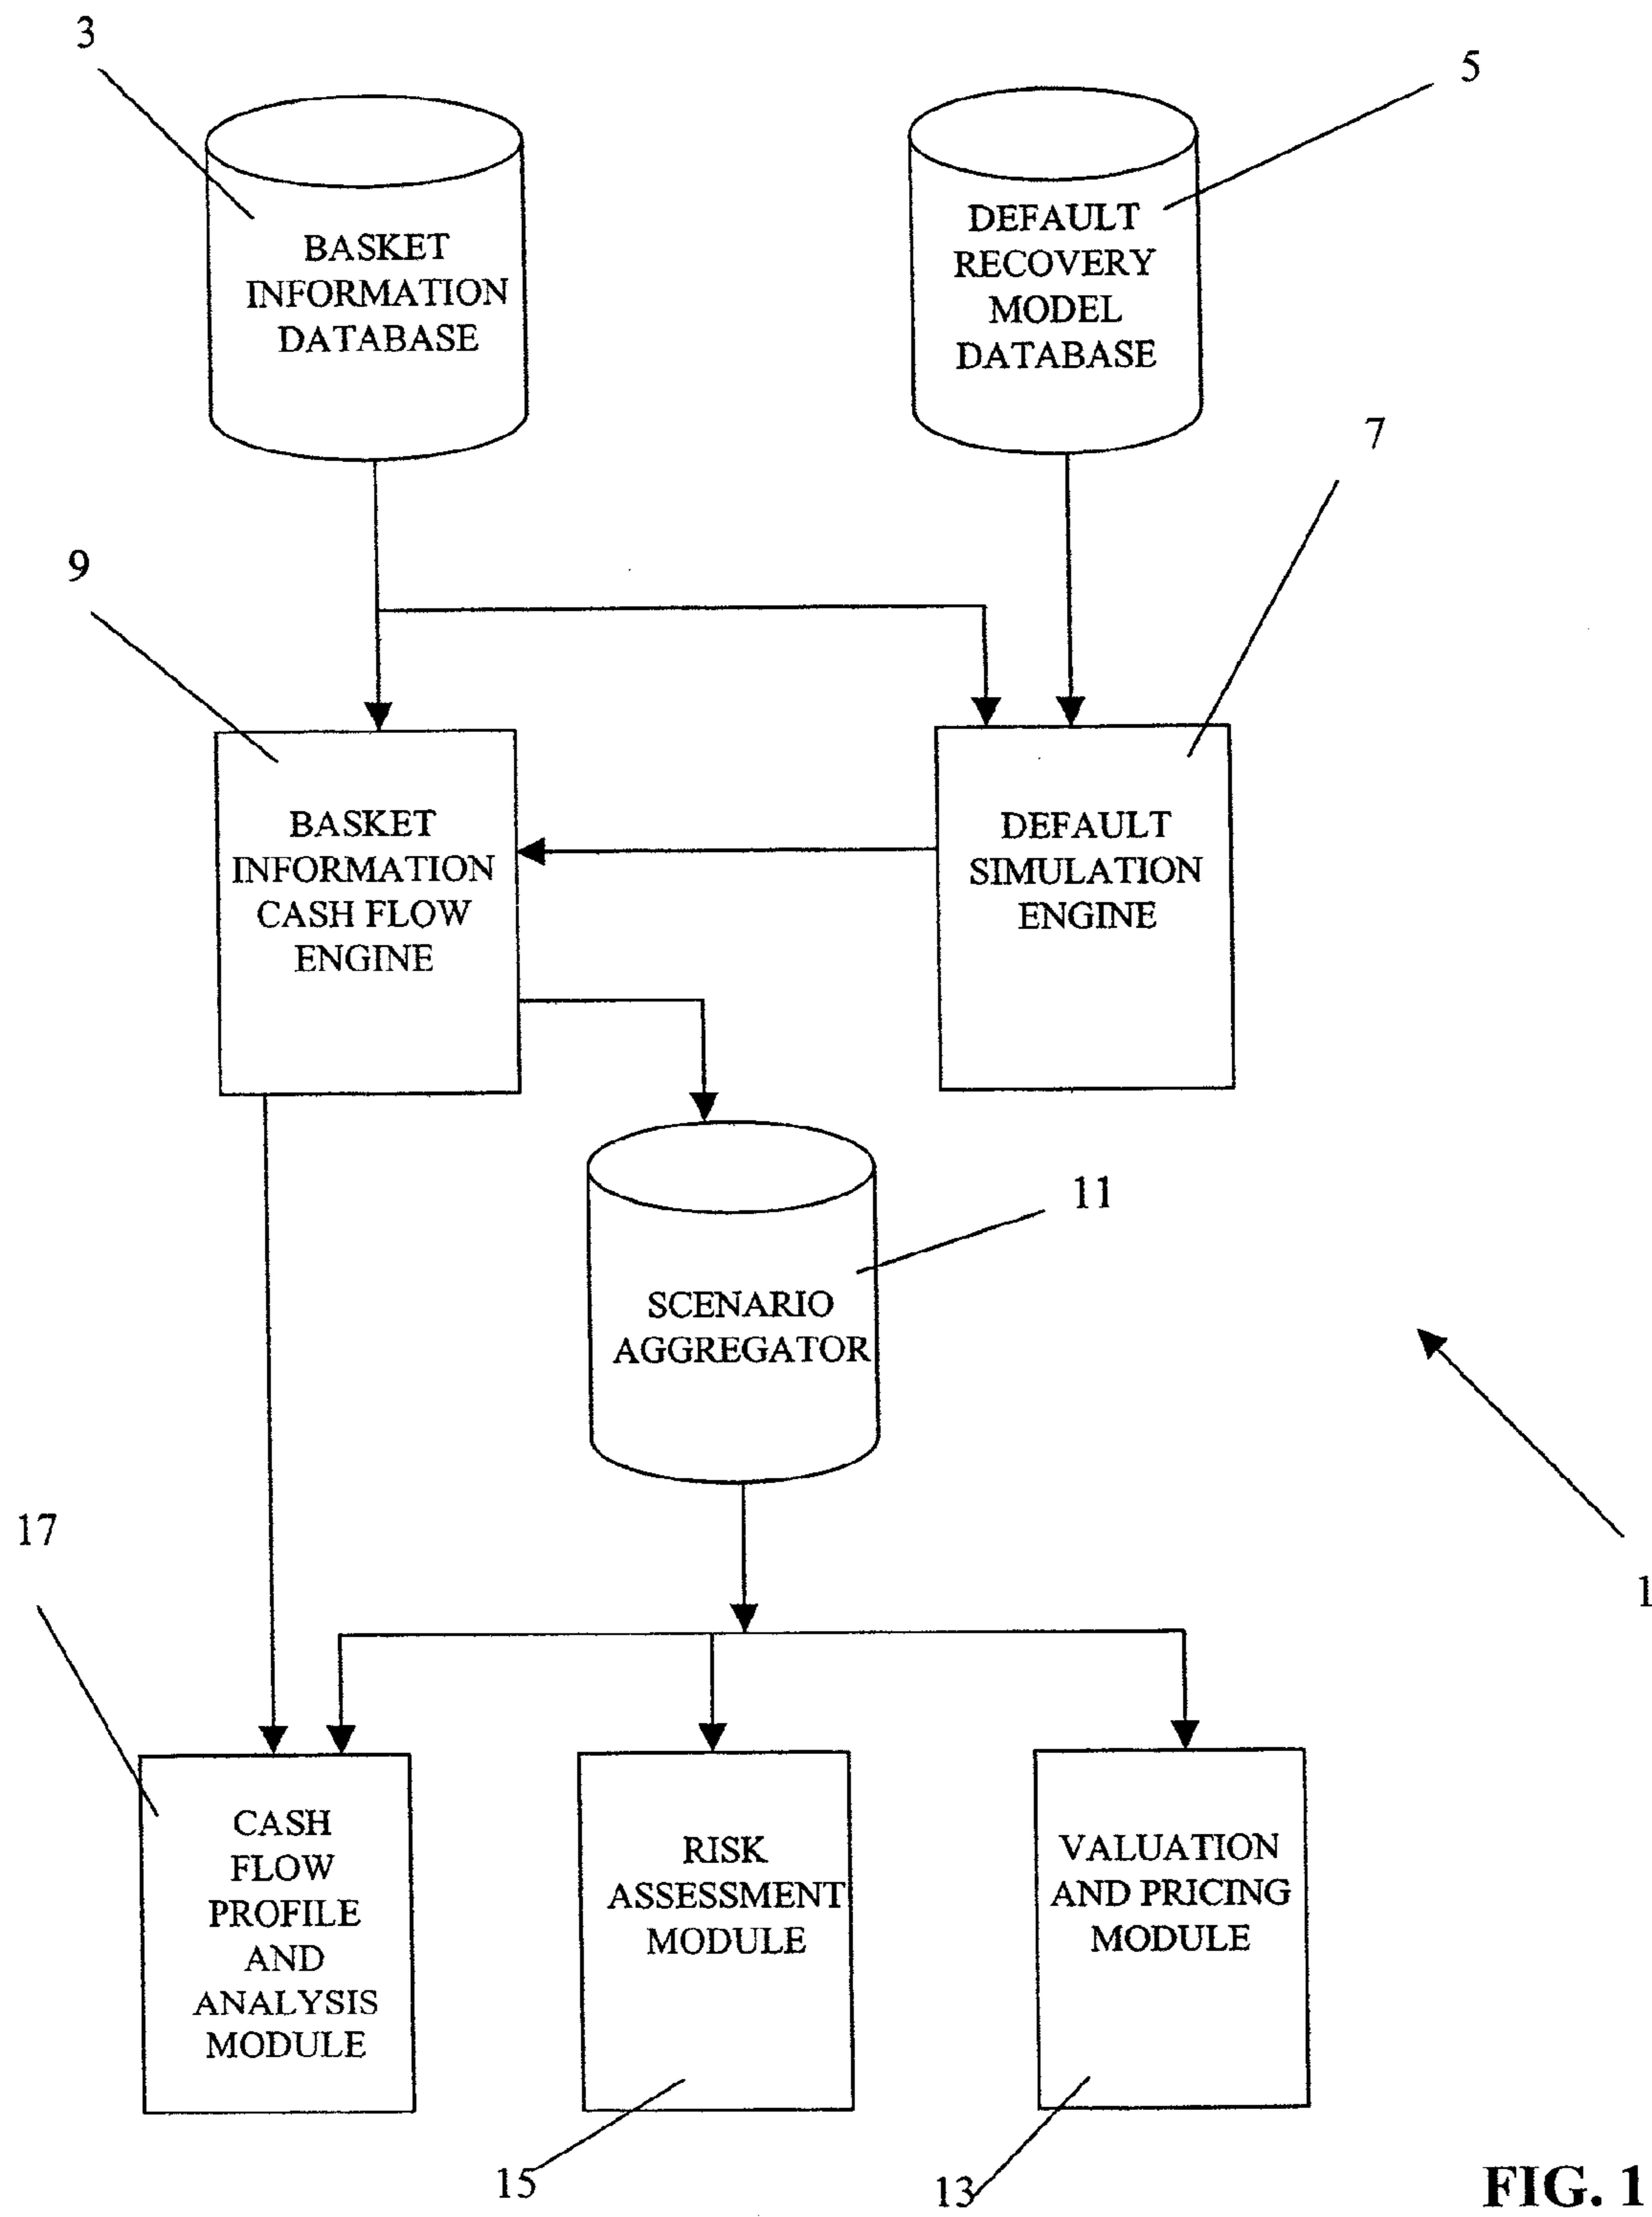 3
5
BASKET
INFORMATION
DATABASE
DEFAULT
RECOVERY
MODEL
DATABASE
7
9
BASKET
INFORMATION
CASH FLOW
ENGINE
DEFAULT
SIMULATION
ENGINE
11
SCENARIO
AGGREGATOR
17
1
CASH
FLOW
PROFILE
AND
ANALYSIS
MODULE
RISK
ASSESSMENT
MODULE
VALUATION
AND PRICING
MODULE
15
13
FIG. 1